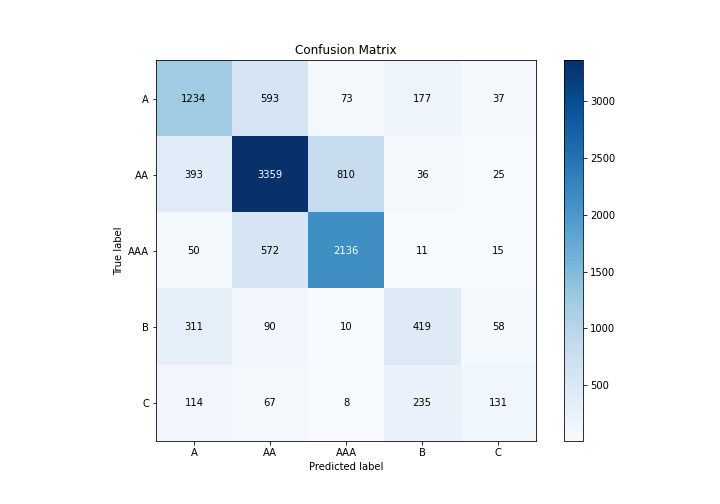 Confusion Matrix
A 1234 593 73 177 37
AA 393 3359 810 36 25
AAA 50 572 2136 11 15
B 311 90 10 419 58
C 114 67 8 235 131
A AA AAA B C
Predicted label
True label
3000
2500
2000
1500
1000
500